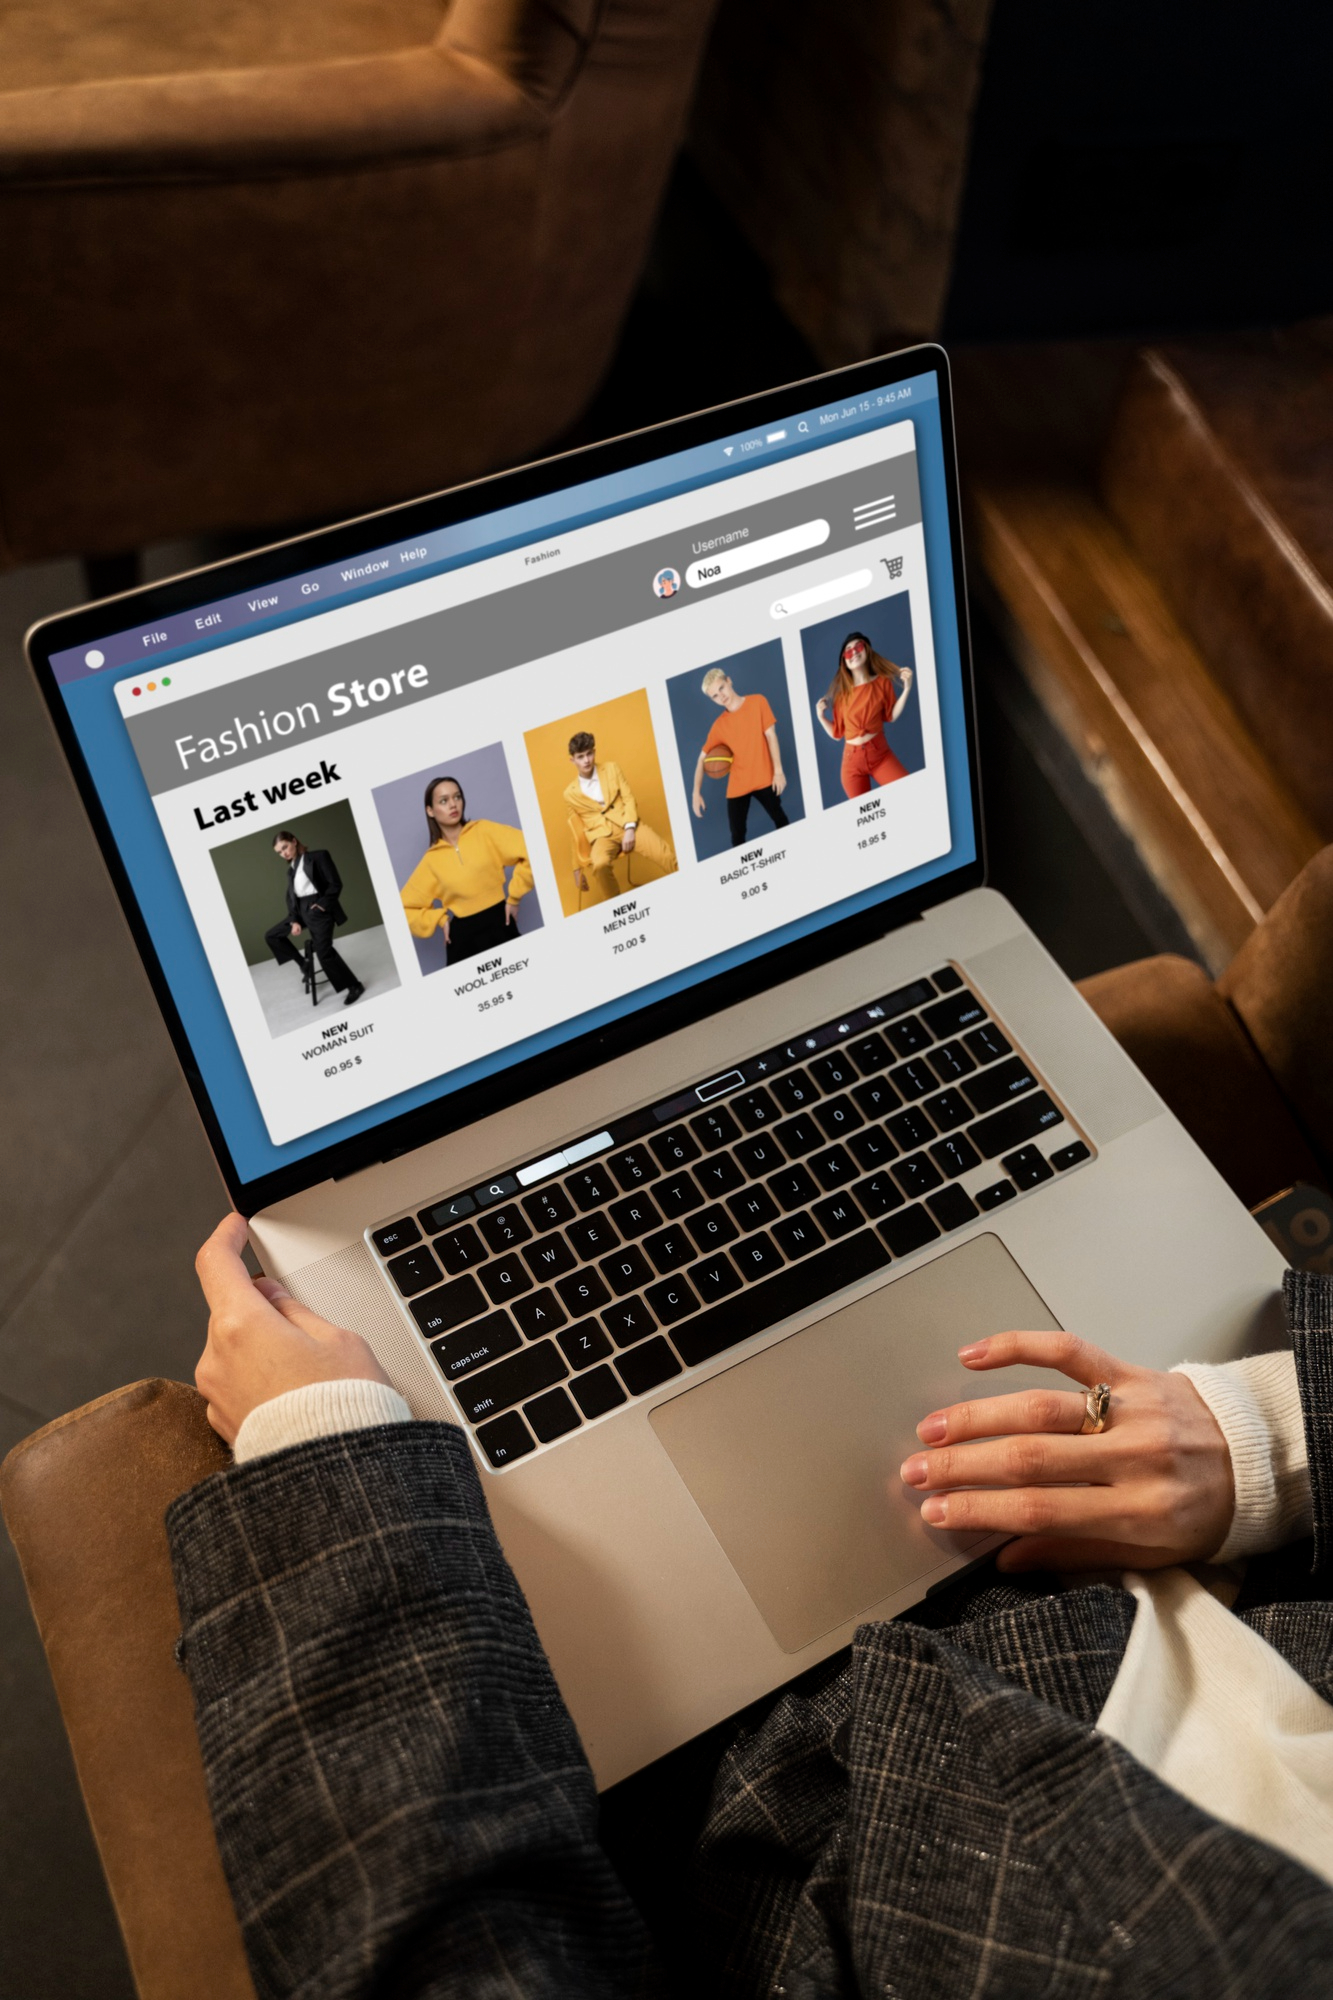 File Edit View Go Window Help
100% Mon Jun 15 - 9:45 AM
Fashion
Username
Noa
Fashion Store
Last week
NEW
WOMAN SUIT
60.95 $
NEW
WOOL JERSEY
35.95 $
NEW
MEN SUIT
70.00 $
NEW
BASIC T-SHIRT
9.00 $
NEW
PANTS
18.95 $
esc
~ ` ! 1 @ 2 # 3 $ 4 % 5 ^ 6 & 7 * 8 ( 9 ) 0 _ - + = delete
tab Q W E R T Y U I O P { [ } ] | \
caps lock A S D F G H J K L : ; " ' return
shift Z X C V B N M < , > . ? / shift
fn